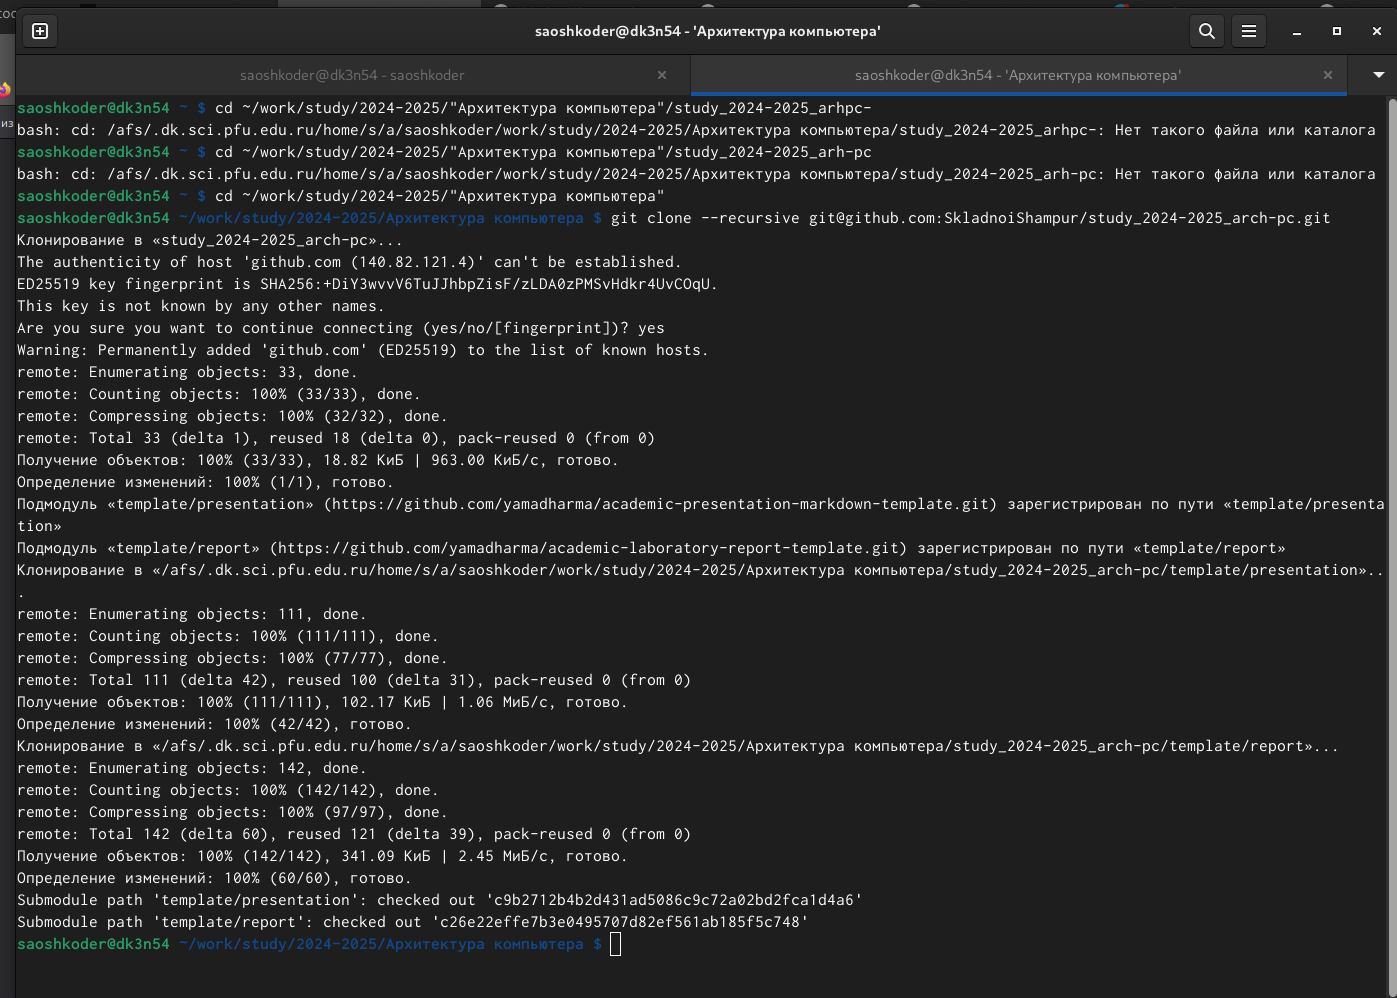 saoshkoder@dk3n54 - 'Архитектура компьютера'
saoshkoder@dk3n54 - saoshkoder
saoshkoder@dk3n54 - 'Архитектура компьютера'
saoshkoder@dk3n54 ~ $ cd ~/work/study/2024-2025/"Архитектура компьютера"/study_2024-2025_arhpc-
bash: cd: /afs/.dk.sci.pfu.edu.ru/home/s/a/saoshkoder/work/study/2024-2025/Архитектура компьютера/study_2024-2025_arhpc-: Нет такого файла или каталога
saoshkoder@dk3n54 ~ $ cd ~/work/study/2024-2025/"Архитектура компьютера"/study_2024-2025_arh-pc
bash: cd: /afs/.dk.sci.pfu.edu.ru/home/s/a/saoshkoder/work/study/2024-2025/Архитектура компьютера/study_2024-2025_arh-pc: Нет такого файла или каталога
saoshkoder@dk3n54 ~ $ cd ~/work/study/2024-2025/"Архитектура компьютера"
saoshkoder@dk3n54 ~/work/study/2024-2025/Архитектура компьютера $ git clone --recursive git@github.com:SkladnoiShampur/study_2024-2025_arch-pc.git
Клонирование в «study_2024-2025_arch-pc»...
The authenticity of host 'github.com (140.82.121.4)' can't be established.
ED25519 key fingerprint is SHA256:+DiY3wvvV6TuJJhbpZisF/zLDA0zPMSvHdkr4UvCOqU.
This key is not known by any other names.
Are you sure you want to continue connecting (yes/no/[fingerprint])? yes
Warning: Permanently added 'github.com' (ED25519) to the list of known hosts.
remote: Enumerating objects: 33, done.
remote: Counting objects: 100% (33/33), done.
remote: Compressing objects: 100% (32/32), done.
remote: Total 33 (delta 1), reused 18 (delta 0), pack-reused 0 (from 0)
Получение объектов: 100% (33/33), 18.82 КиБ | 963.00 КиБ/с, готово.
Определение изменений: 100% (1/1), готово.
Подмодуль «template/presentation» (https://github.com/yamadharma/academic-presentation-markdown-template.git) зарегистрирован по пути «template/presenta
tion»
Подмодуль «template/report» (https://github.com/yamadharma/academic-laboratory-report-template.git) зарегистрирован по пути «template/report»
Клонирование в «/afs/.dk.sci.pfu.edu.ru/home/s/a/saoshkoder/work/study/2024-2025/Архитектура компьютера/study_2024-2025_arch-pc/template/presentation»..
.
remote: Enumerating objects: 111, done.
remote: Counting objects: 100% (111/111), done.
remote: Compressing objects: 100% (77/77), done.
remote: Total 111 (delta 42), reused 100 (delta 31), pack-reused 0 (from 0)
Получение объектов: 100% (111/111), 102.17 КиБ | 1.06 МиБ/с, готово.
Определение изменений: 100% (42/42), готово.
Клонирование в «/afs/.dk.sci.pfu.edu.ru/home/s/a/saoshkoder/work/study/2024-2025/Архитектура компьютера/study_2024-2025_arch-pc/template/report»...
remote: Enumerating objects: 142, done.
remote: Counting objects: 100% (142/142), done.
remote: Compressing objects: 100% (97/97), done.
remote: Total 142 (delta 60), reused 121 (delta 39), pack-reused 0 (from 0)
Получение объектов: 100% (142/142), 341.09 КиБ | 2.45 МиБ/с, готово.
Определение изменений: 100% (60/60), готово.
Submodule path 'template/presentation': checked out 'c9b2712b4b2d431ad5086c9c72a02bd2fca1d4a6'
Submodule path 'template/report': checked out 'c26e22effe7b3e0495707d82ef561ab185f5c748'
saoshkoder@dk3n54 ~/work/study/2024-2025/Архитектура компьютера $